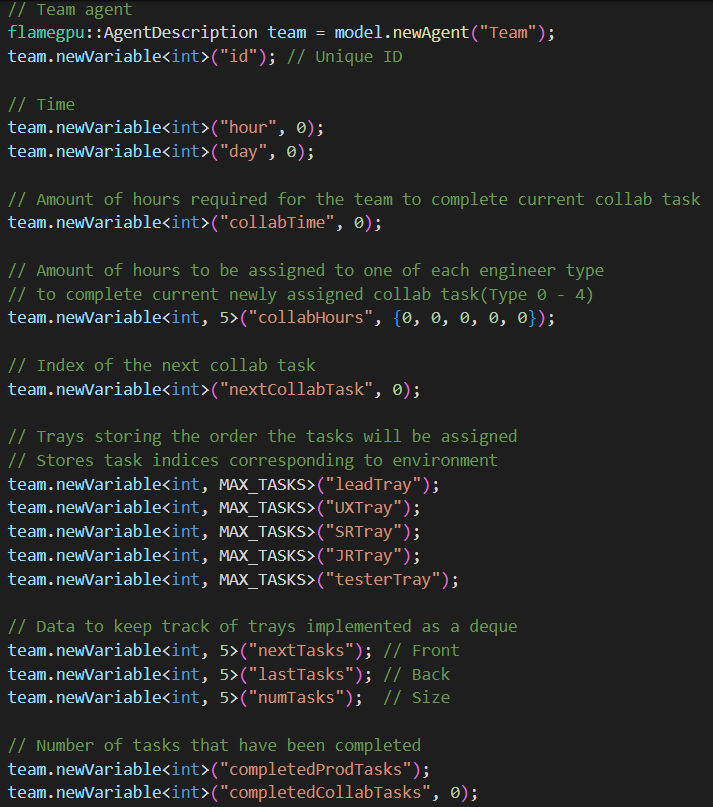 // Team agent
flamegpu::AgentDescription team = model.newAgent("Team");
team.newVariable<int>("id"); // Unique ID
// Time
team.newVariable<int>("hour", 0);
team.newVariable<int>("day", 0);
// Amount of hours required for the team to complete current collab task
team.newVariable<int>("collabTime", 0);
// Amount of hours to be assigned to one of each engineer type
// to complete current newly assigned collab task(Type 0 - 4)
team.newVariable<int, 5>("collabHours", {0, 0, 0, 0, 0});
// Index of the next collab task
team.newVariable<int>("nextCollabTask", 0);
// Trays storing the order the tasks will be assigned
// Stores task indices corresponding to environment
team.newVariable<int, MAX_TASKS>("leadTray");
team.newVariable<int, MAX_TASKS>("UXTray");
team.newVariable<int, MAX_TASKS>("SRTray");
team.newVariable<int, MAX_TASKS>("JRTray");
team.newVariable<int, MAX_TASKS>("testerTray");
// Data to keep track of trays implemented as a deque
team.newVariable<int, 5>("nextTasks"); // Front
team.newVariable<int, 5>("lastTasks"); // Back
team.newVariable<int, 5>("numTasks");  // Size
// Number of tasks that have been completed
team.newVariable<int>("completedProdTasks");
team.newVariable<int>("completedCollabTasks", 0);